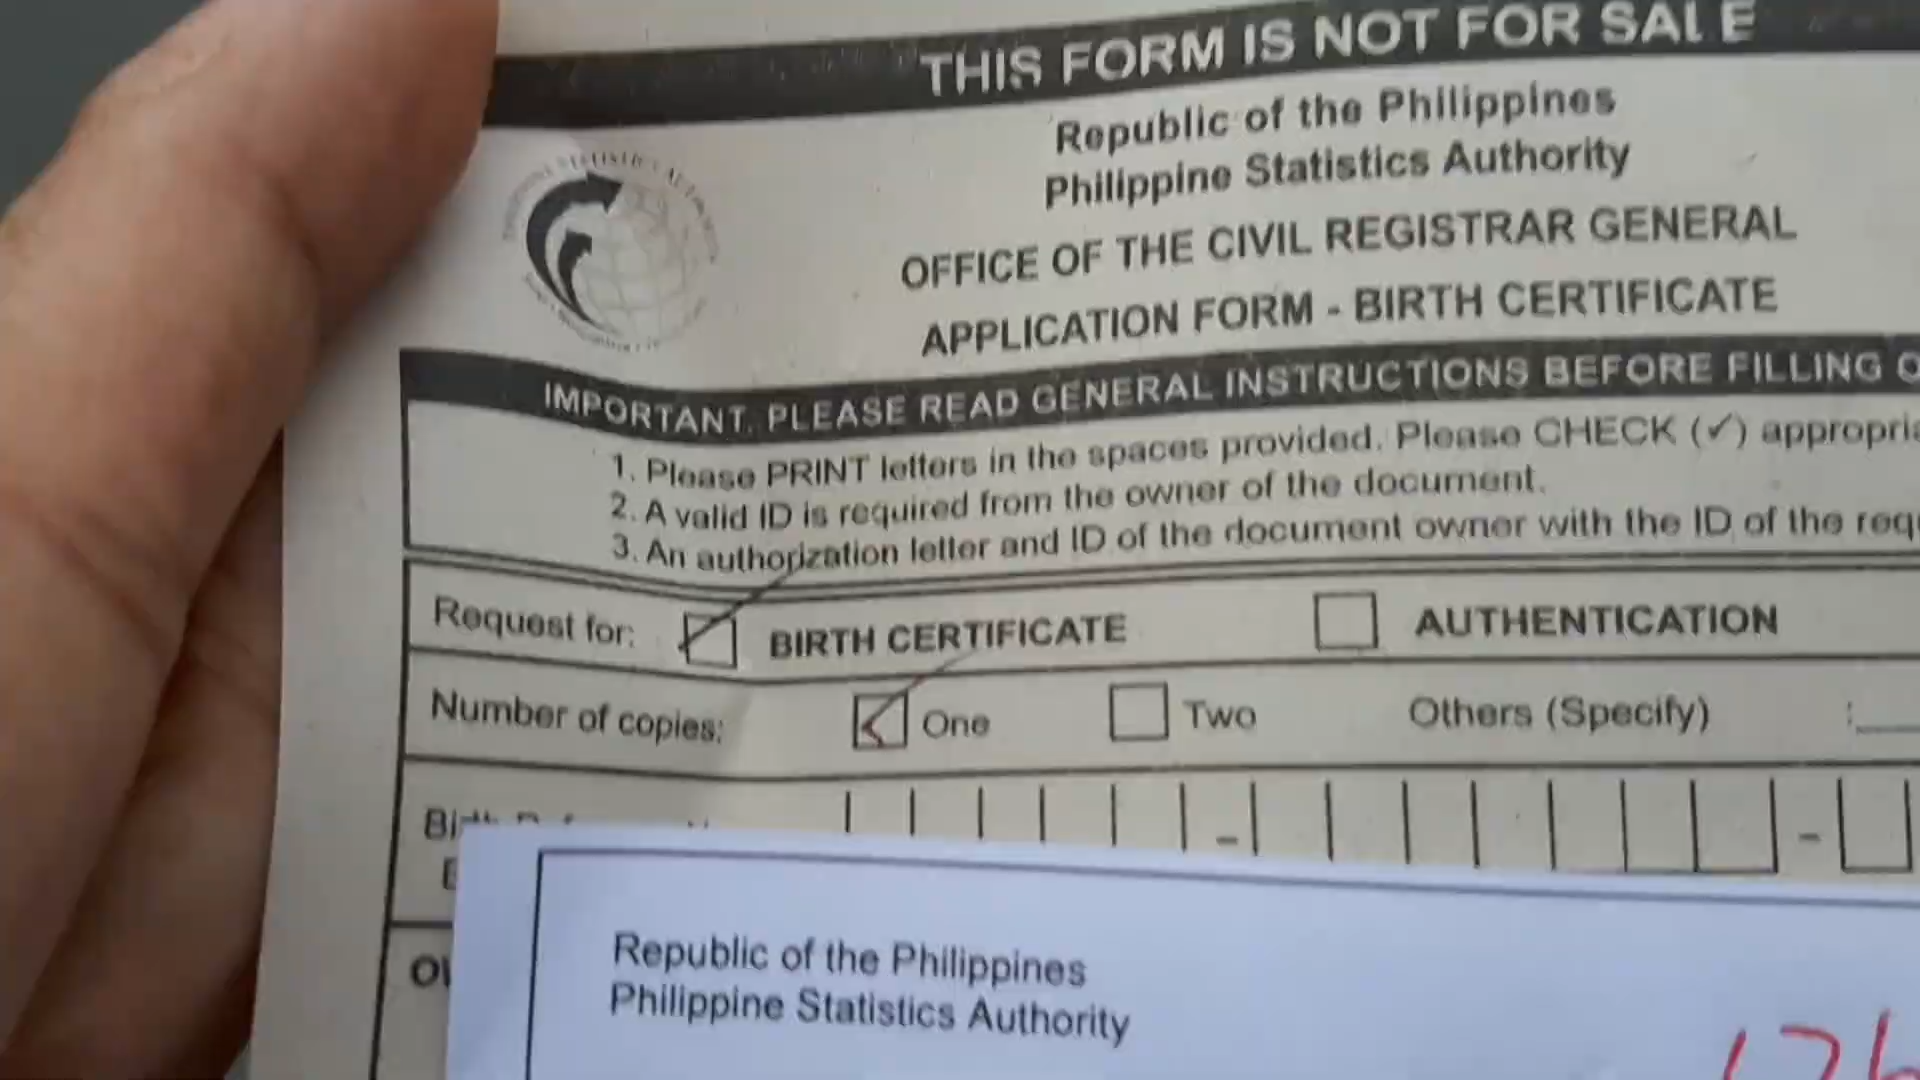 THIS FORM IS NOT FOR SALE
Republic of the Philippines
Philippine Statistics Authority
OFFICE OF THE CIVIL REGISTRAR GENERAL
APPLICATION FORM - BIRTH CERTIFICATE
IMPORTANT. PLEASE READ GENERAL INSTRUCTIONS BEFORE FILLING
1. Please PRINT letters in the spaces provided. Please CHECK (✓)
2. A valid ID is required from the owner of the document.
3. An authorization letter and ID of the document owner with the ID of the
Request for: BIRTH CERTIFICATE AUTHENTICATION
Number of copies: One Two Others (Specify) :
Republic of the Philippines
Philippine Statistics Authority